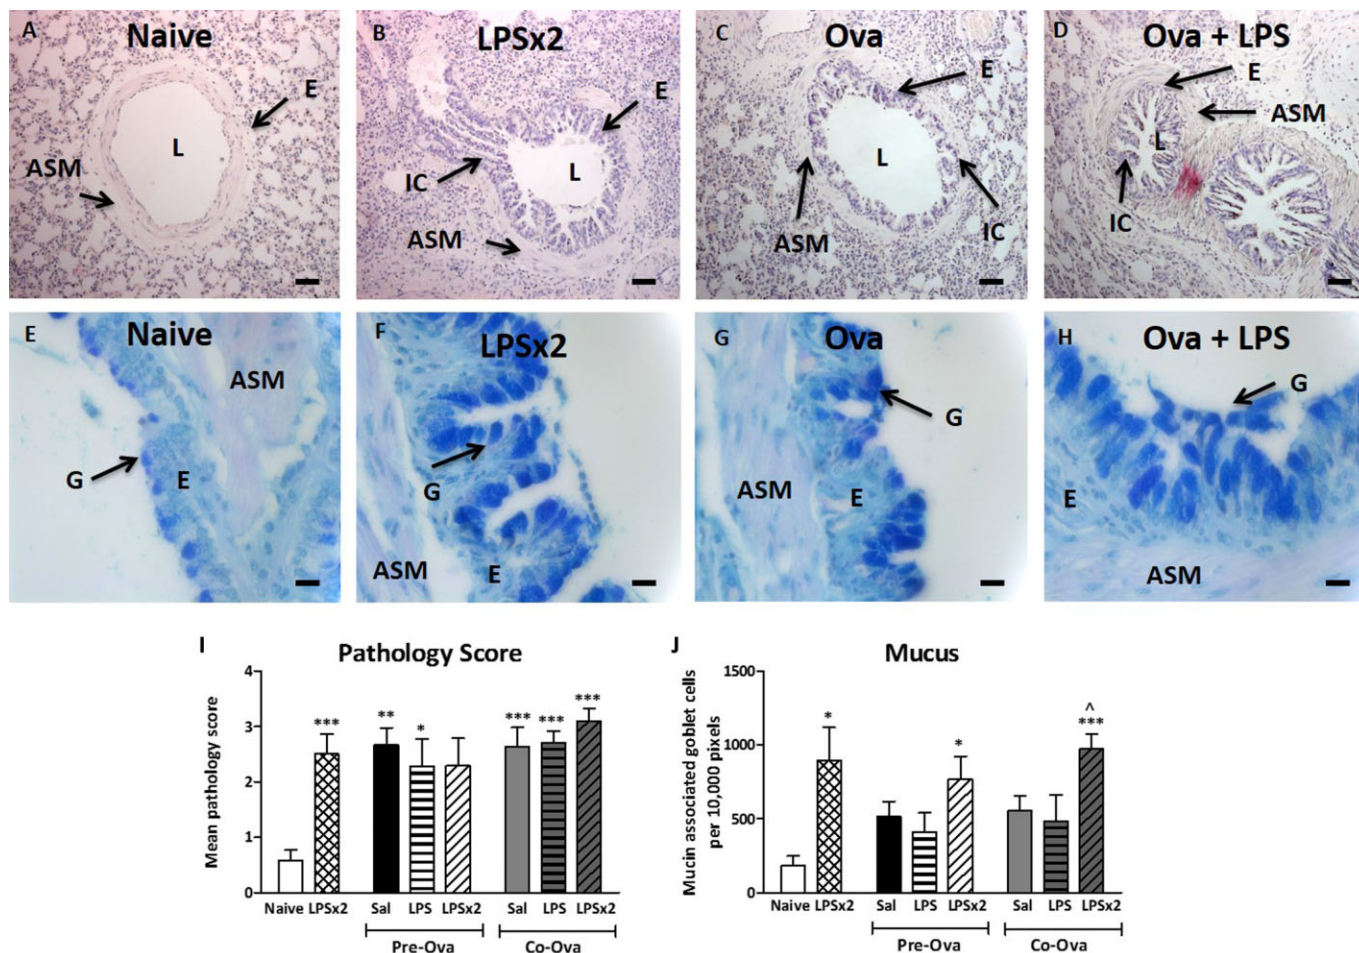 A Naive
E
L
ASM
B LPSx2
E
IC
L
ASM
C Ova
E
L
ASM
IC
D Ova + LPS
E
ASM
L
IC
E Naive
ASM
G
E
F LPSx2
G
ASM
E
G Ova
G
ASM
E
H Ova + LPS
G
E
ASM
I Pathology Score
Mean pathology score
4
3
2
1
0
***
**
*
***
***
***
Naive LPSx2 Sal LPS LPSx2 Sal LPS LPSx2
Pre-Ova Co-Ova
J Mucus
Mucin associated goblet cells
per 10,000 pixels
1500
1000
500
0
*
*
^
***
Naive LPSx2 Sal LPS LPSx2 Sal LPS LPSx2
Pre-Ova Co-Ova